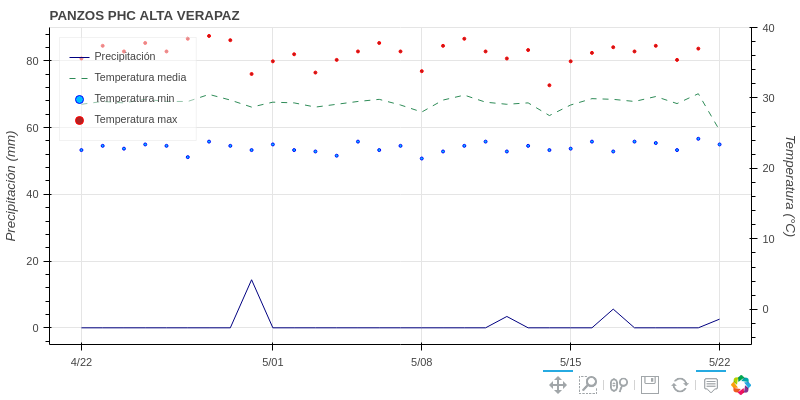 PANZOS PHC ALTA VERAPAZ
Precipitación
Temperatura media
Temperatura min
Temperatura max
Precipitación (mm)
80
60
40
20
0
Temperatura (°C)
40
30
20
10
0
4/22
5/01
5/08
5/15
5/22